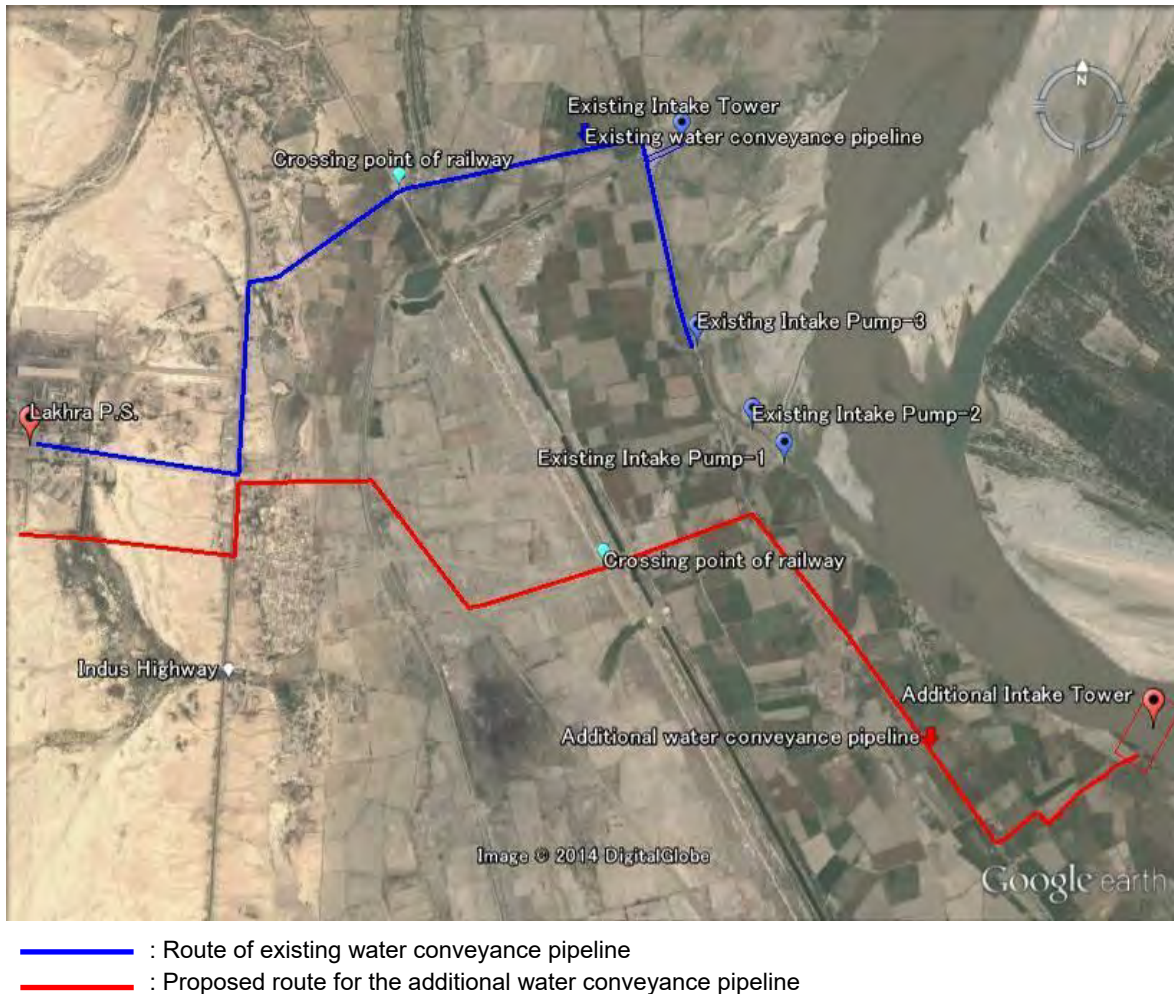 N
Existing Intake Tower
Existing water conveyance pipeline
Crossing point of railway
Existing Intake Pump-3
Lakhra P.S.
Existing Intake Pump-2
Existing Intake Pump-1
Crossing point of railway
Indus Highway
Additional Intake Tower
Additional water conveyance pipeline
Image © 2014 DigitalGlobe
Google earth
: Route of existing water conveyance pipeline
: Proposed route for the additional water conveyance pipeline